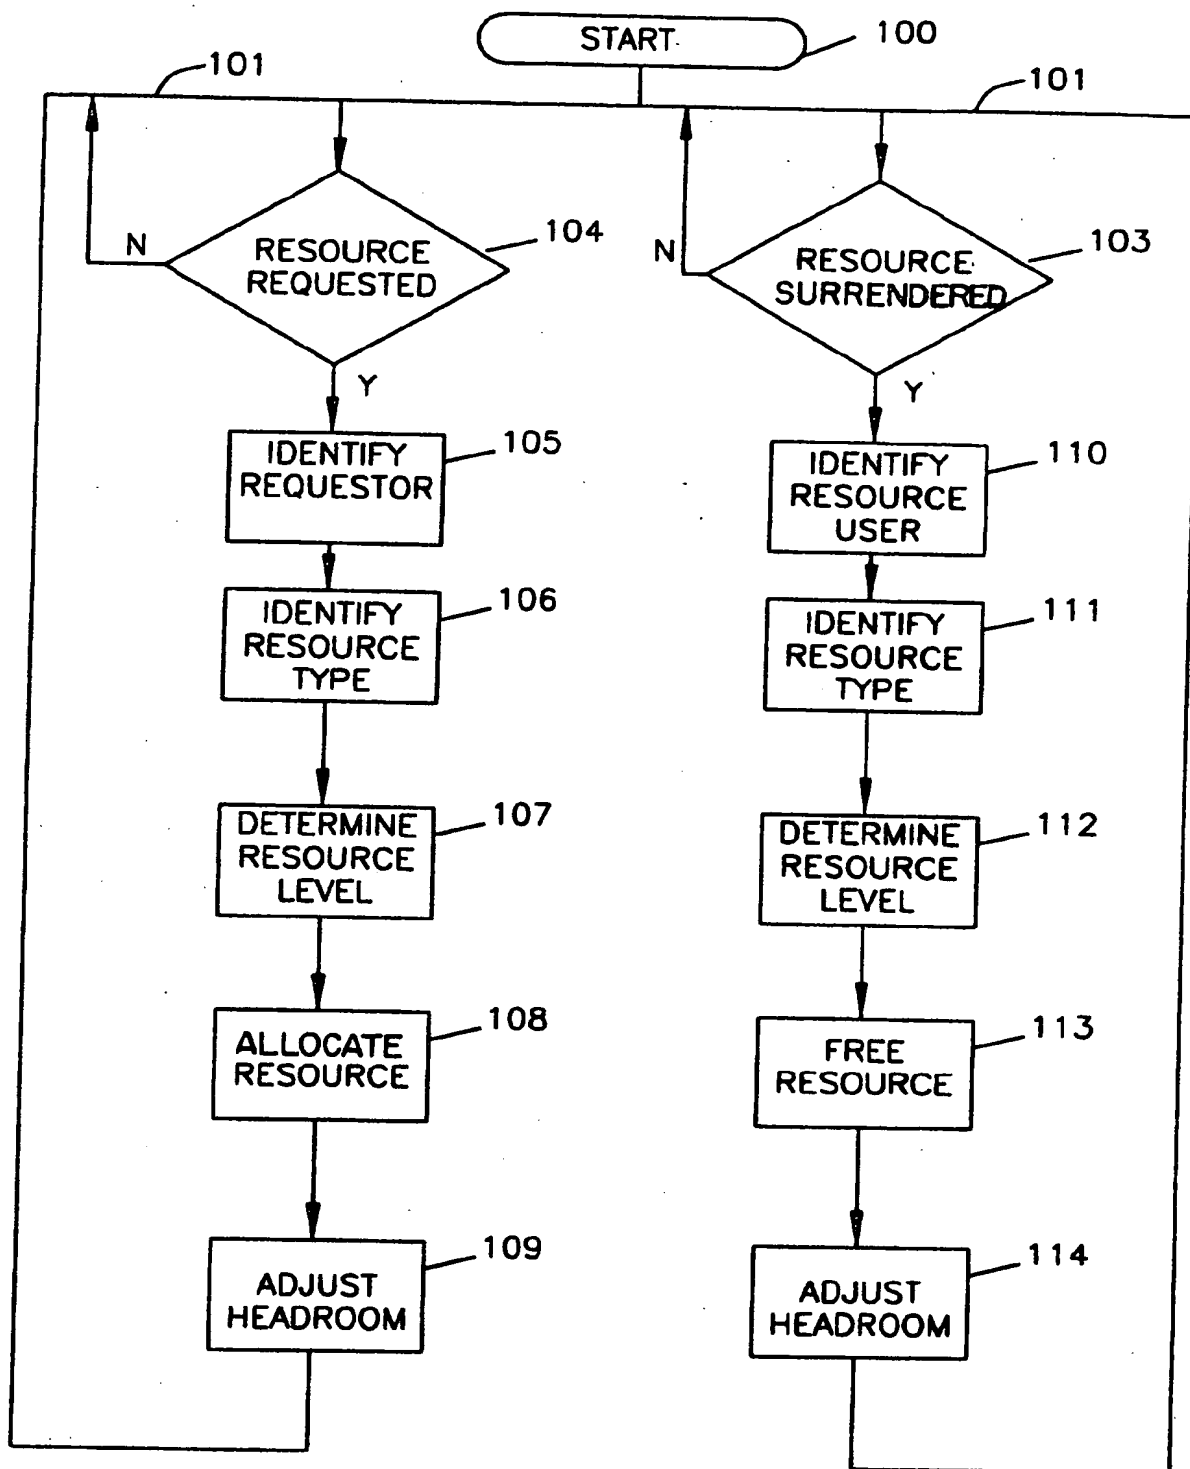 START
100
101
101
RESOURCE
REQUESTED
104
N
Y
RESOURCE
SURRENDERED
103
N
Y
IDENTIFY
REQUESTOR
105
IDENTIFY
RESOURCE
TYPE
106
DETERMINE
RESOURCE
LEVEL
107
ALLOCATE
RESOURCE
108
ADJUST
HEADROOM
109
IDENTIFY
RESOURCE
USER
110
IDENTIFY
RESOURCE
TYPE
111
DETERMINE
RESOURCE
LEVEL
112
FREE
RESOURCE
113
ADJUST
HEADROOM
114